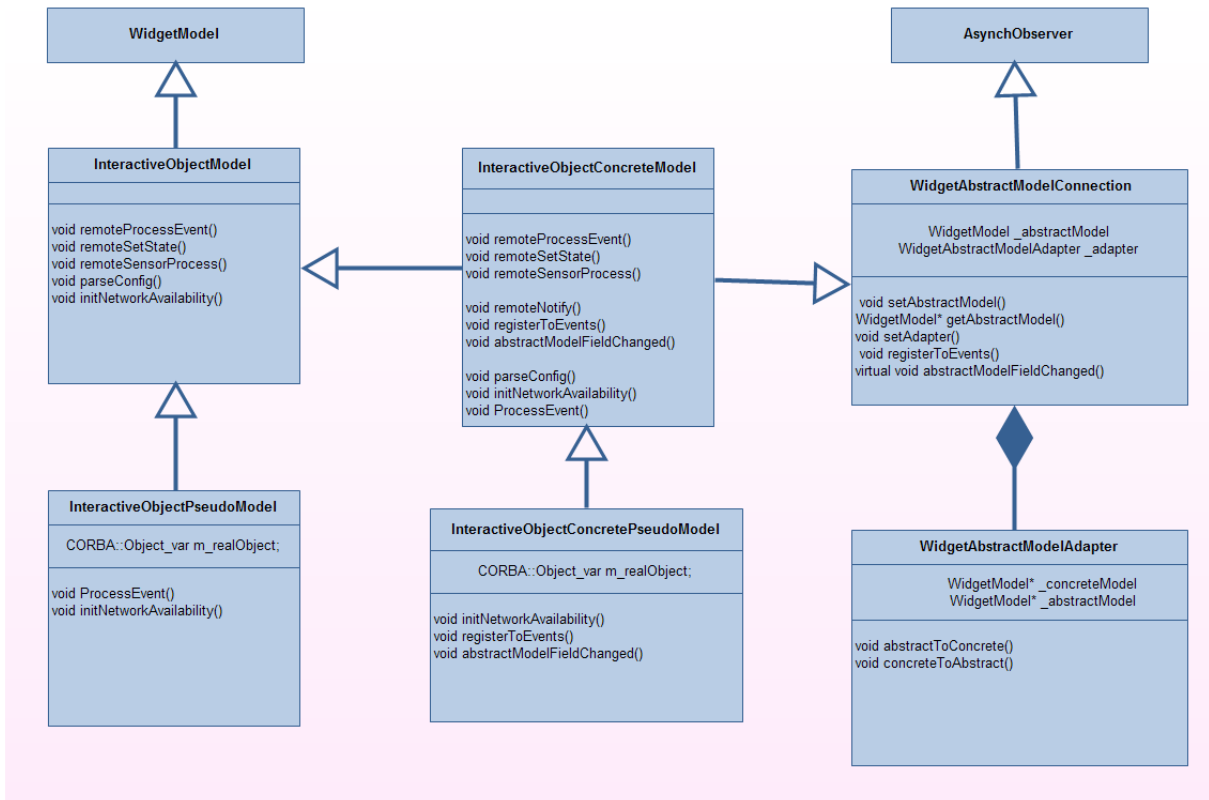 WidgetModel
AsynchObserver
InteractiveObjectModel
void remoteProcessEvent()
void remoteSetState()
void remoteSensorProcess()
void parseConfig()
void initNetworkAvailability()
InteractiveObjectConcreteModel
void remoteProcessEvent()
void remoteSetState()
void remoteSensorProcess()
void remoteNotify()
void registerToEvents()
void abstractModelFieldChanged()
void parseConfig()
void initNetworkAvailability()
void ProcessEvent()
WidgetAbstractModelConnection
WidgetModel _abstractModel
WidgetAbstractModelAdapter _adapter
void setAbstractModel()
WidgetModel* getAbstractModel()
void setAdapter()
void registerToEvents()
virtual void abstractModelFieldChanged()
InteractiveObjectPseudoModel
CORBA::Object_var m_realObject;
void ProcessEvent()
void initNetworkAvailability()
InteractiveObjectConcretePseudoModel
CORBA::Object_var m_realObject;
void initNetworkAvailability()
void registerToEvents()
void abstractModelFieldChanged()
WidgetAbstractModelAdapter
WidgetModel* _concreteModel
WidgetModel* _abstractModel
void abstractToConcrete()
void concreteToAbstract()